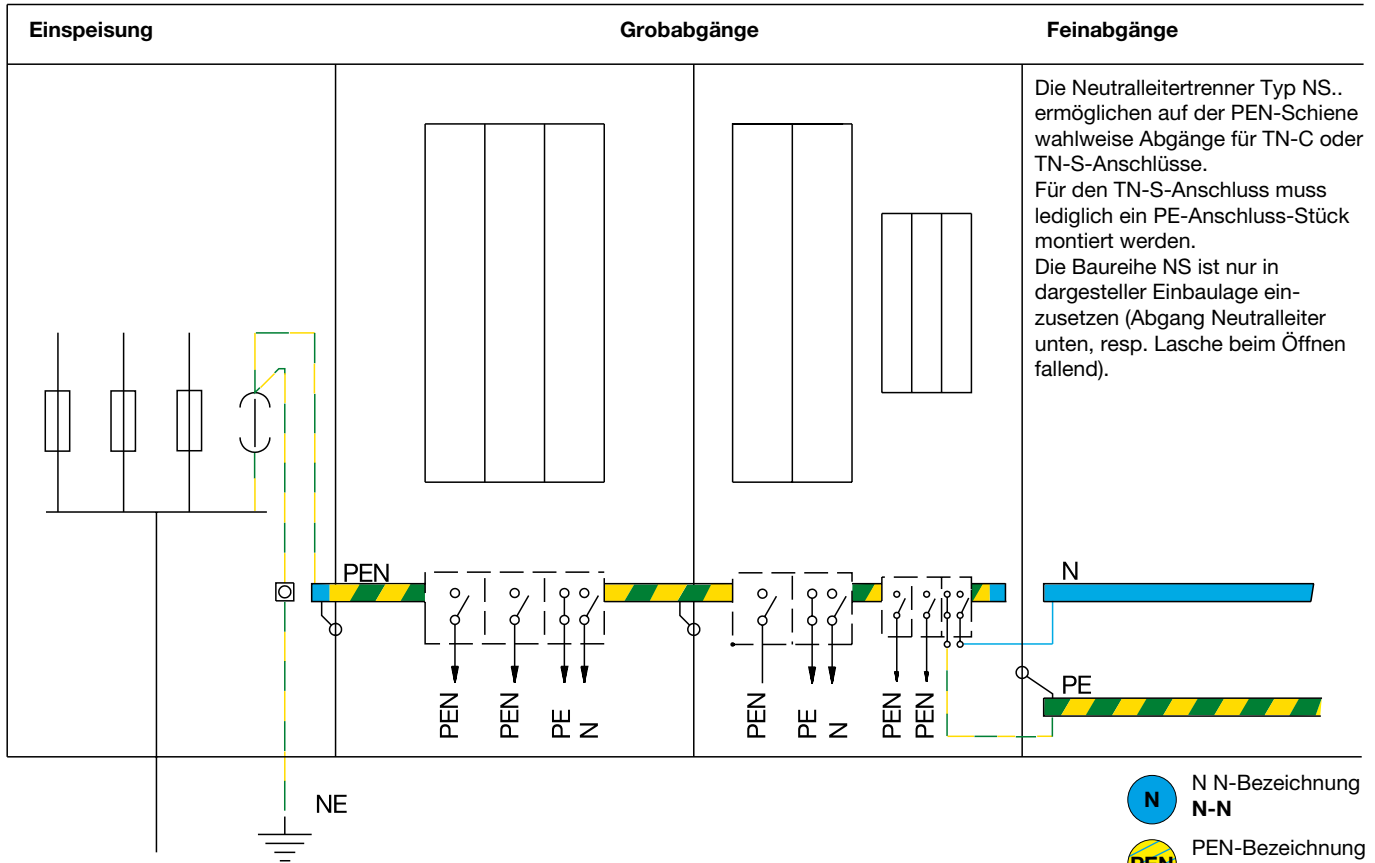 Einspeisung
Grobabgänge
Feinabgänge
Die Neutralleitertrenner Typ NS..
ermöglichen auf der PEN-Schiene
wahlweise Abgänge für TN-C oder
TN-S-Anschlüsse.
Für den TN-S-Anschluss muss
lediglich ein PE-Anschluss-Stück
montiert werden.
Die Baureihe NS ist nur in
dargesteller Einbaulage ein-
zusetzen (Abgang Neutralleiter
unten, resp. Lasche beim Öffnen
fallend).
PEN
N
PE
PEN
PEN
PE
N
PEN
PE
N
PEN
PEN
NE
N
N N-Bezeichnung
N-N
PEN
PEN-Bezeichnung